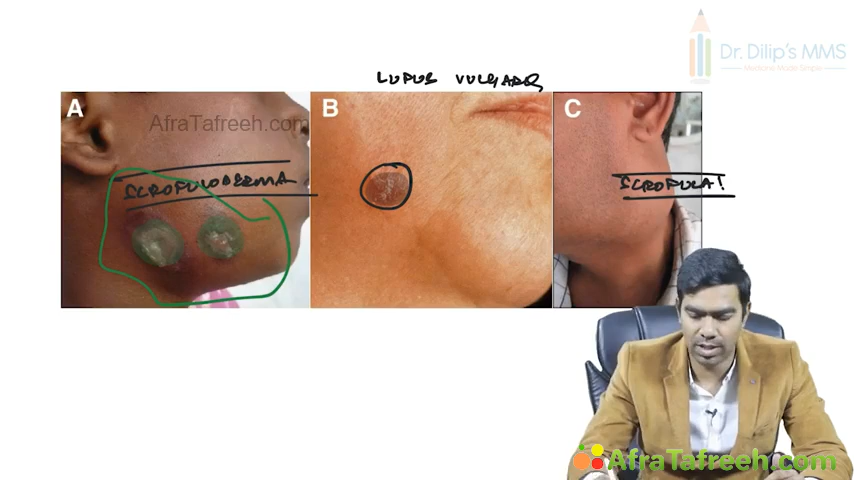 Dr. Dilip's MMS
LUPUS VULGARIS
A
B
C
AfraTafreeh.com
SCROFULODERMA
SCROFULA!
AfraTafreeh.com